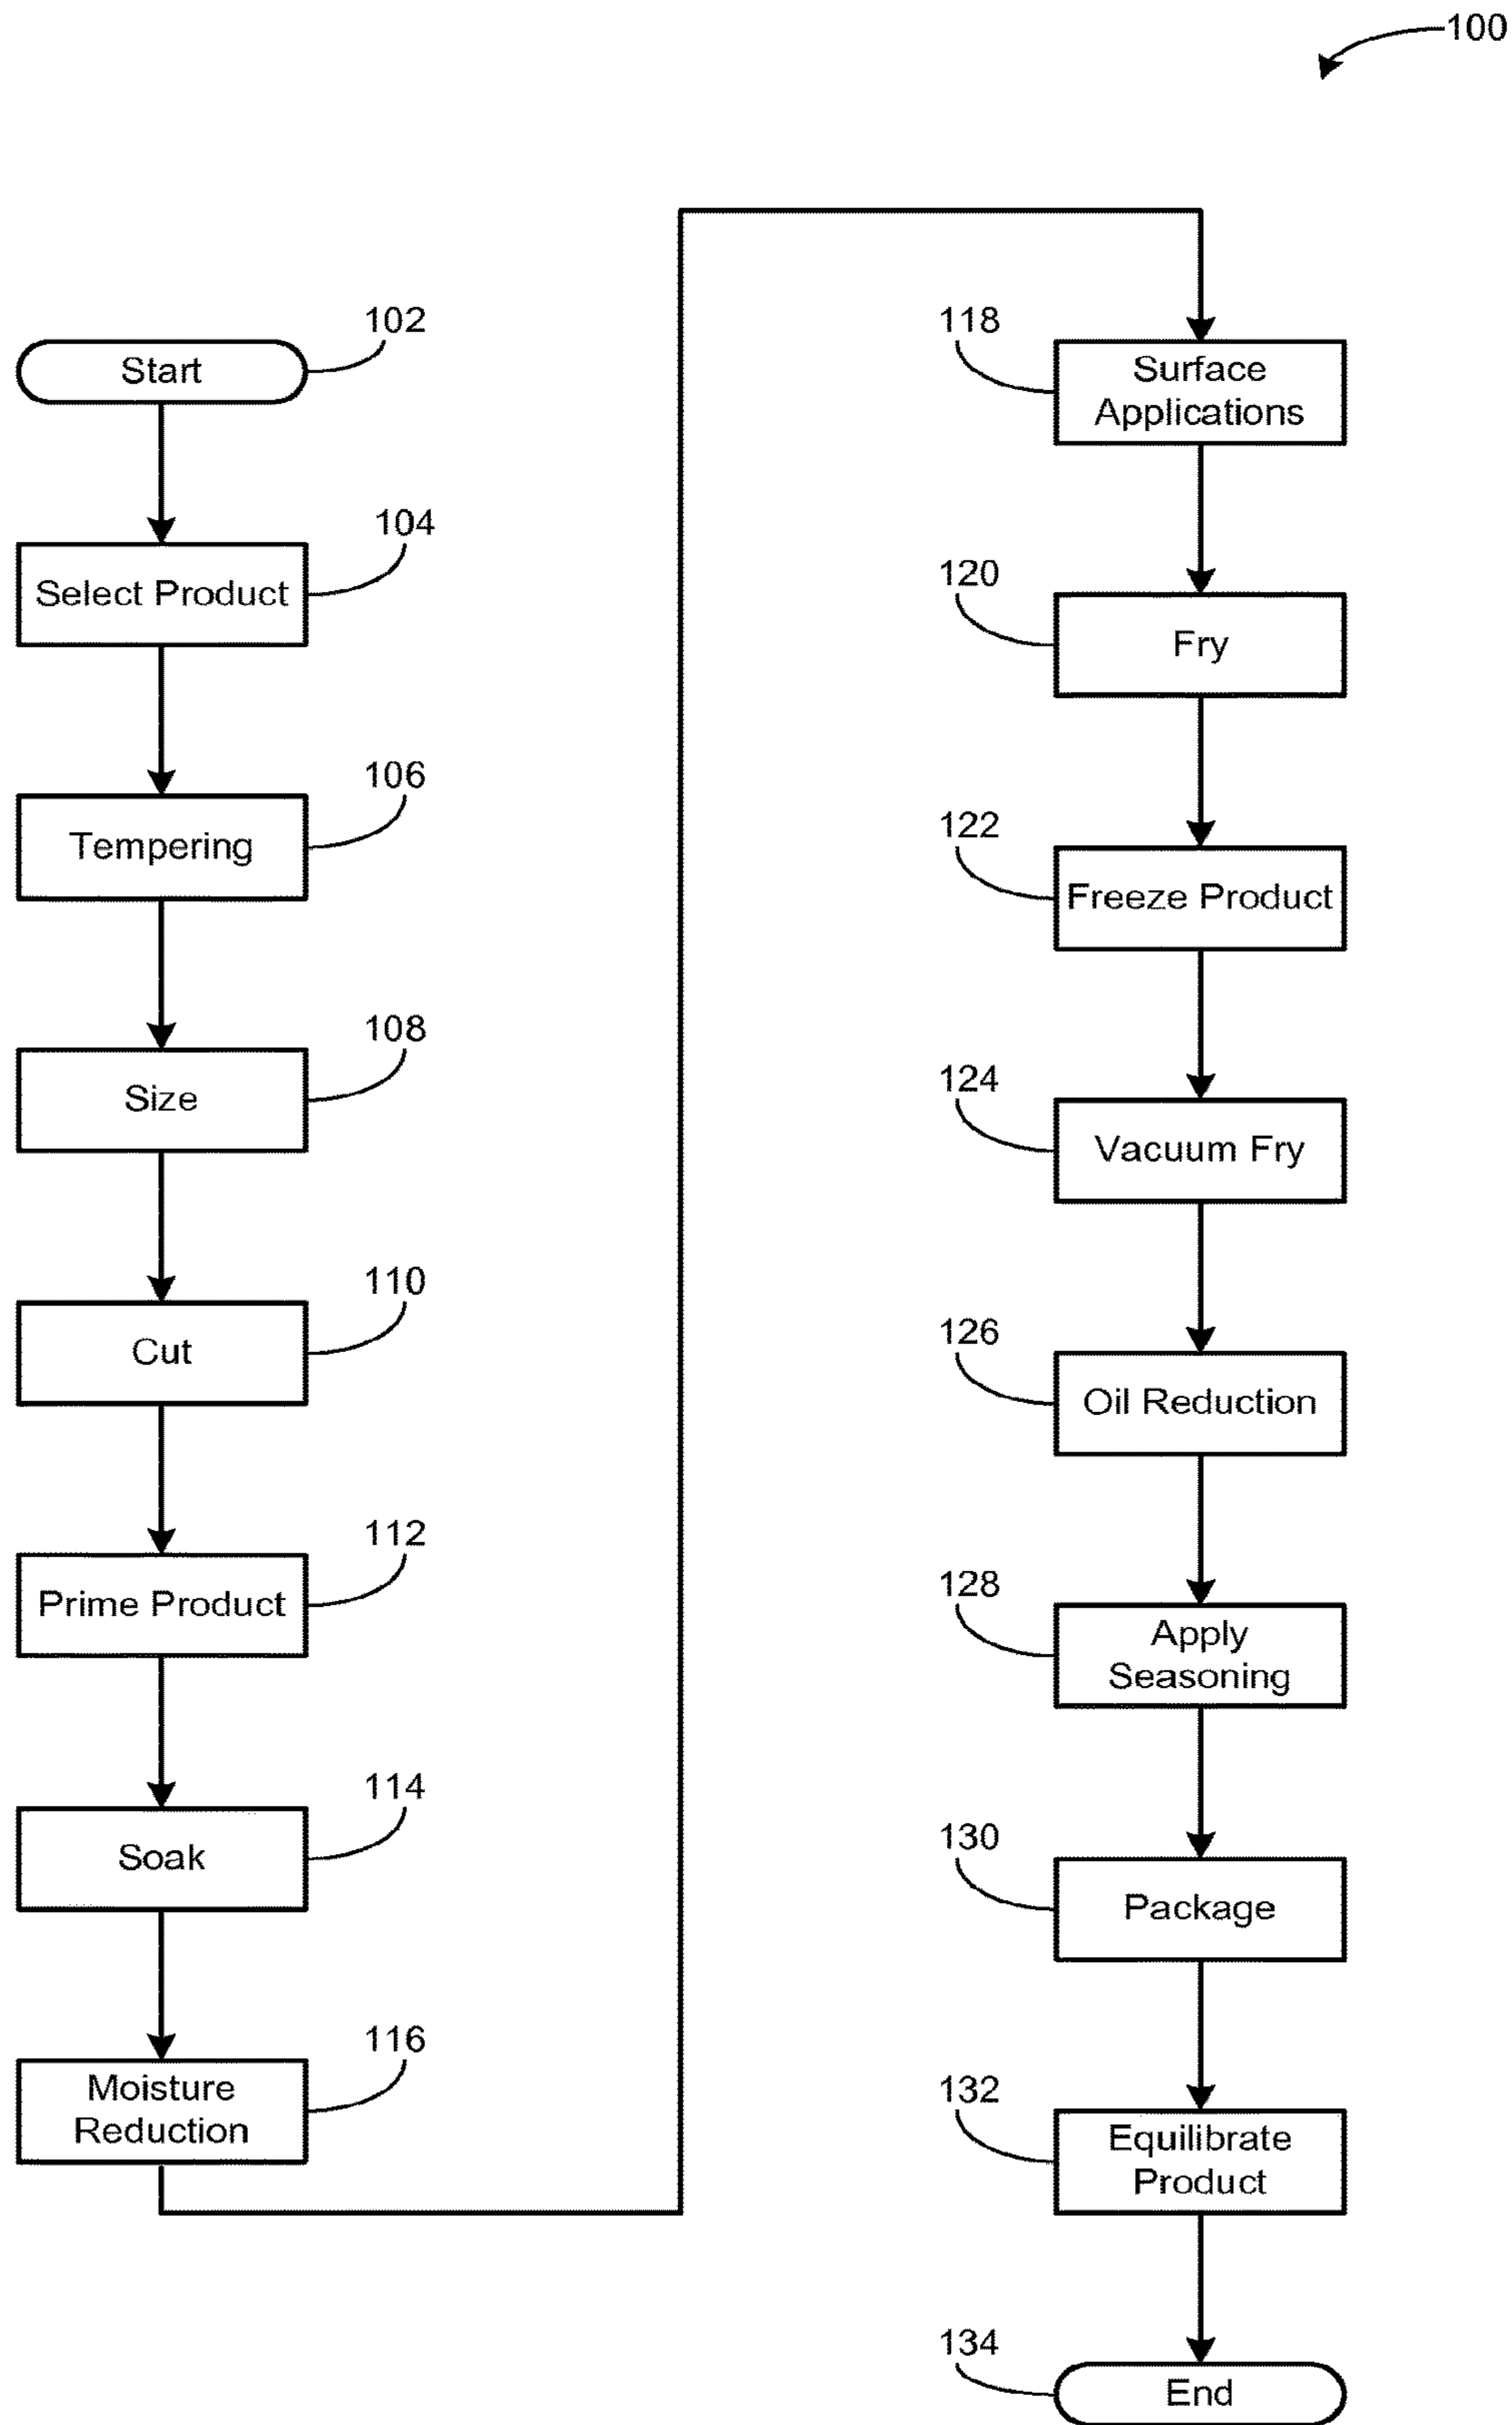 100
102
Start
104
Select Product
106
Tempering
108
Size
110
Cut
112
Prime Product
114
Soak
116
Moisture
Reduction
118
Surface
Applications
120
Fry
122
Freeze Product
124
Vacuum Fry
126
Oil Reduction
128
Apply
Seasoning
130
Package
132
Equilibrate
Product
134
End